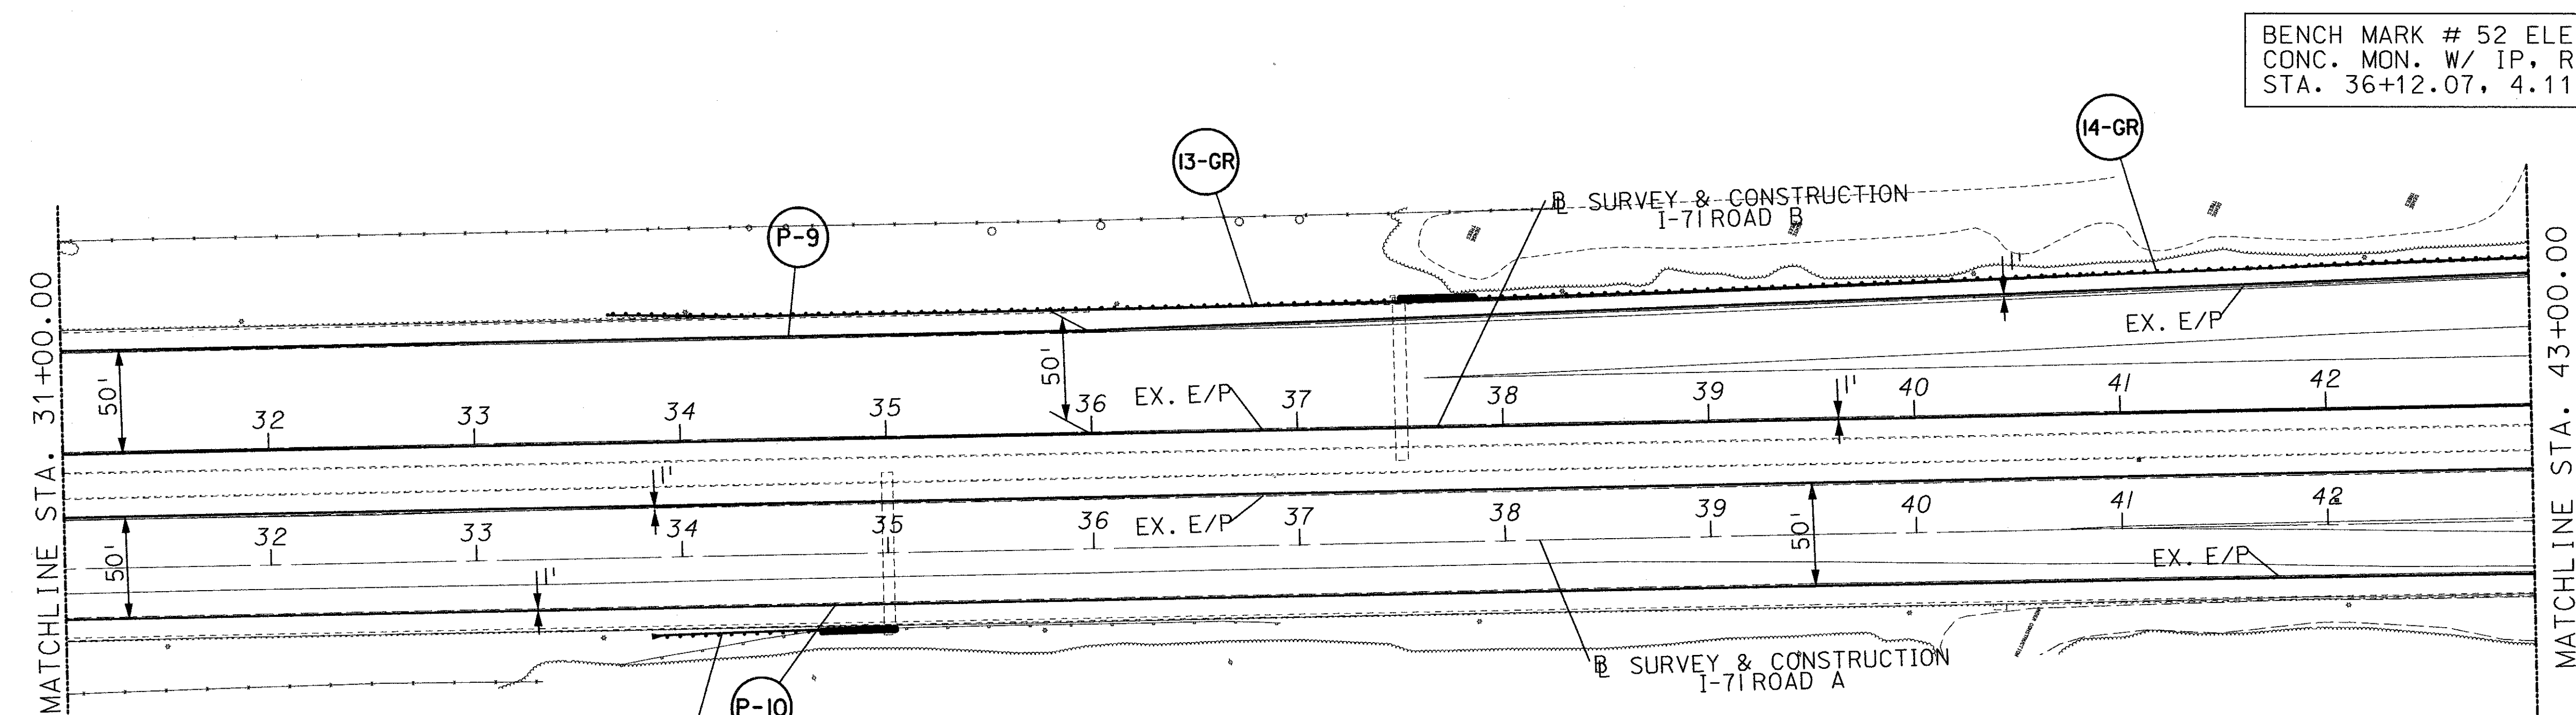 BENCH MARK # 52 ELE
CONC. MON. W/ IP, R
STA. 36+12.07, 4.11
14-GR
13-GR
P-9
B SURVEY & CONSTRUCTION
I-71 ROAD B
1'
EX. E/P
MATCHLINE STA. 31+00.00
MATCHLINE STA. 43+00.00
50'
50'
EX. E/P
1'
32 33 34 35 36 37 38 39 40 41 42
1'
EX. E/P
32 33 34 35 36 37 38 39 40 41 42
50'
1'
50'
EX. E/P
B SURVEY & CONSTRUCTION
I-71 ROAD A
P-10